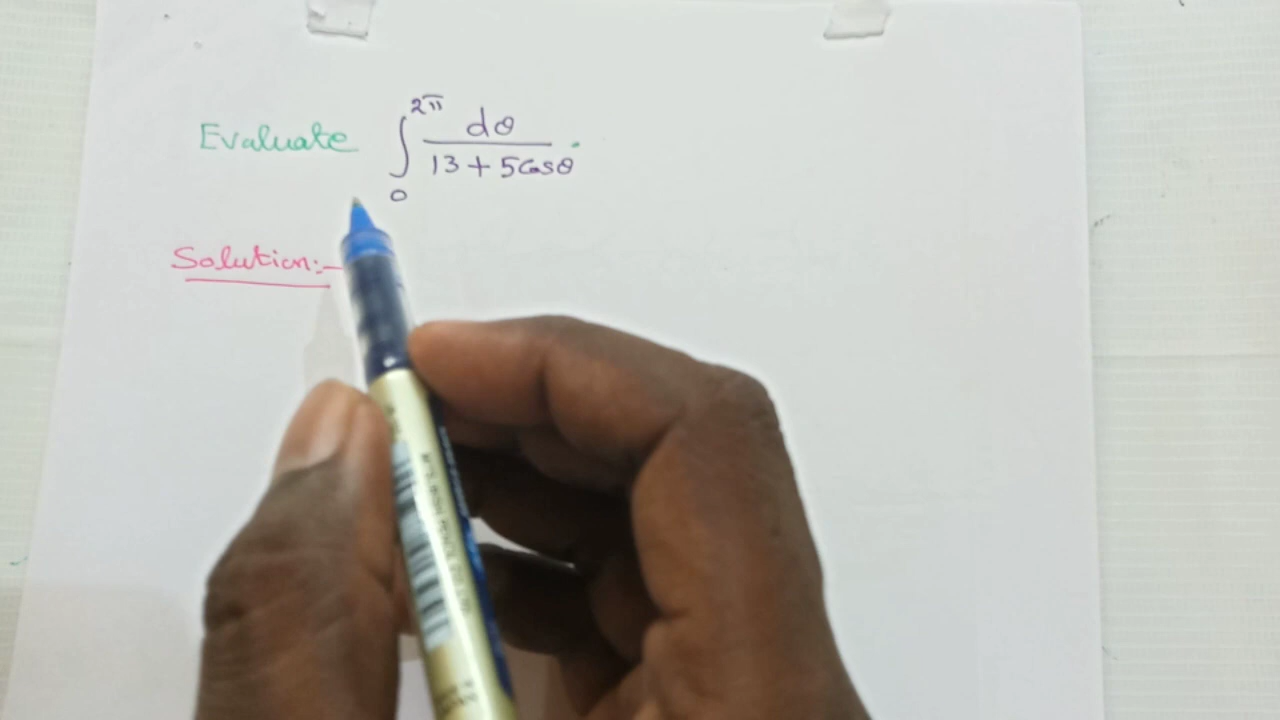 Evaluate ∫₀^2π dθ / 13 + 5cosθ .
Solution:-